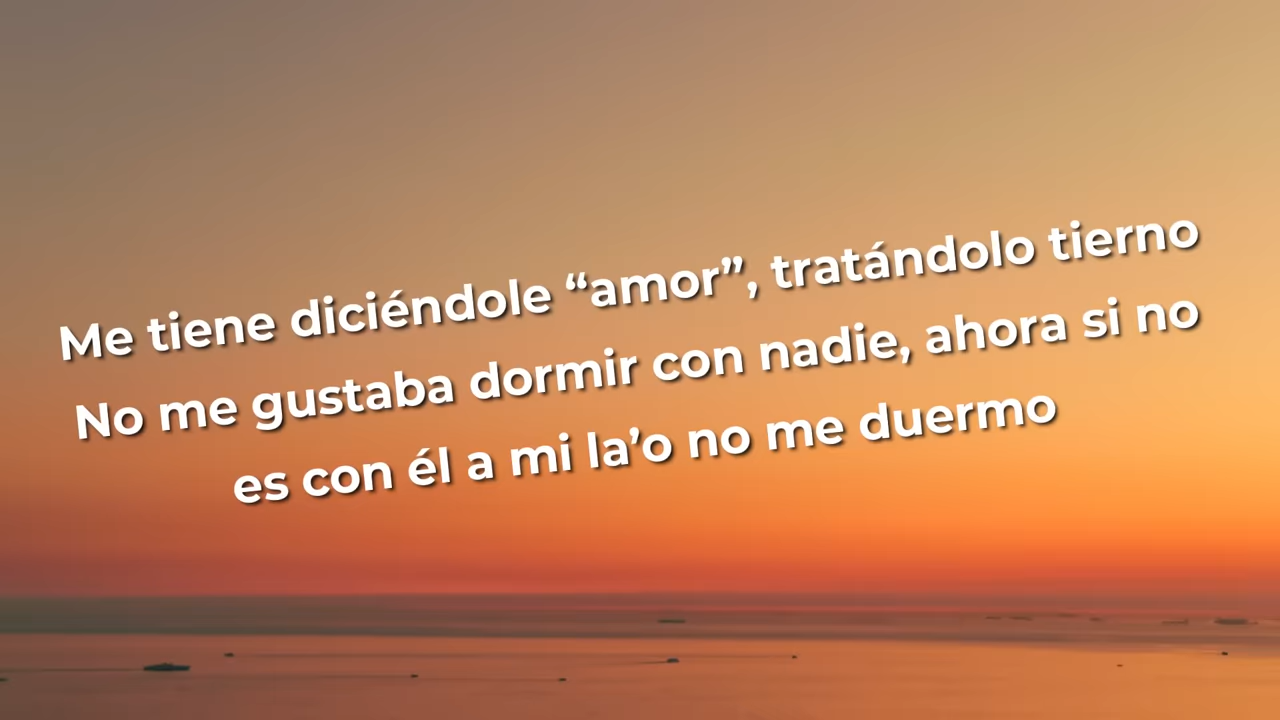 Me tiene diciéndole “amor”, tratándolo tierno
No me gustaba dormir con nadie, ahora si no
es con él a mi la’o no me duermo